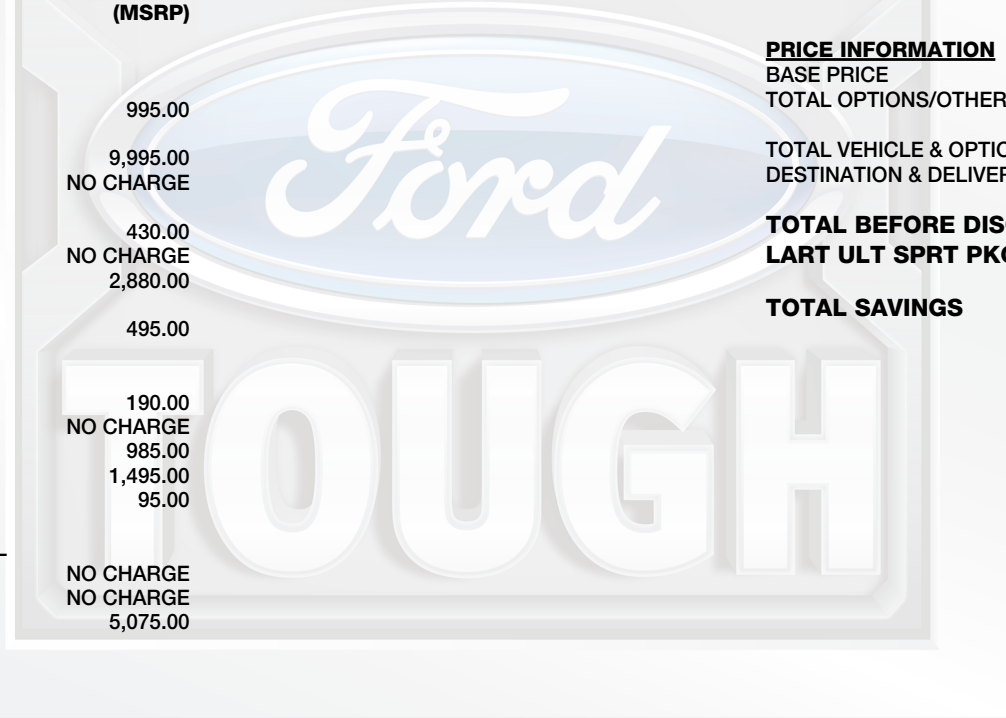 (MSRP)
995.00
9,995.00
NO CHARGE
430.00
NO CHARGE
2,880.00
495.00
190.00
NO CHARGE
985.00
1,495.00
95.00
NO CHARGE
NO CHARGE
5,075.00
PRICE INFORMATION
BASE PRICE
TOTAL OPTIONS/OTHER
TOTAL VEHICLE & OPTIO
DESTINATION & DELIVER
TOTAL BEFORE DIS
LART ULT SPRT PK
TOTAL SAVINGS
Ford
TOUGH